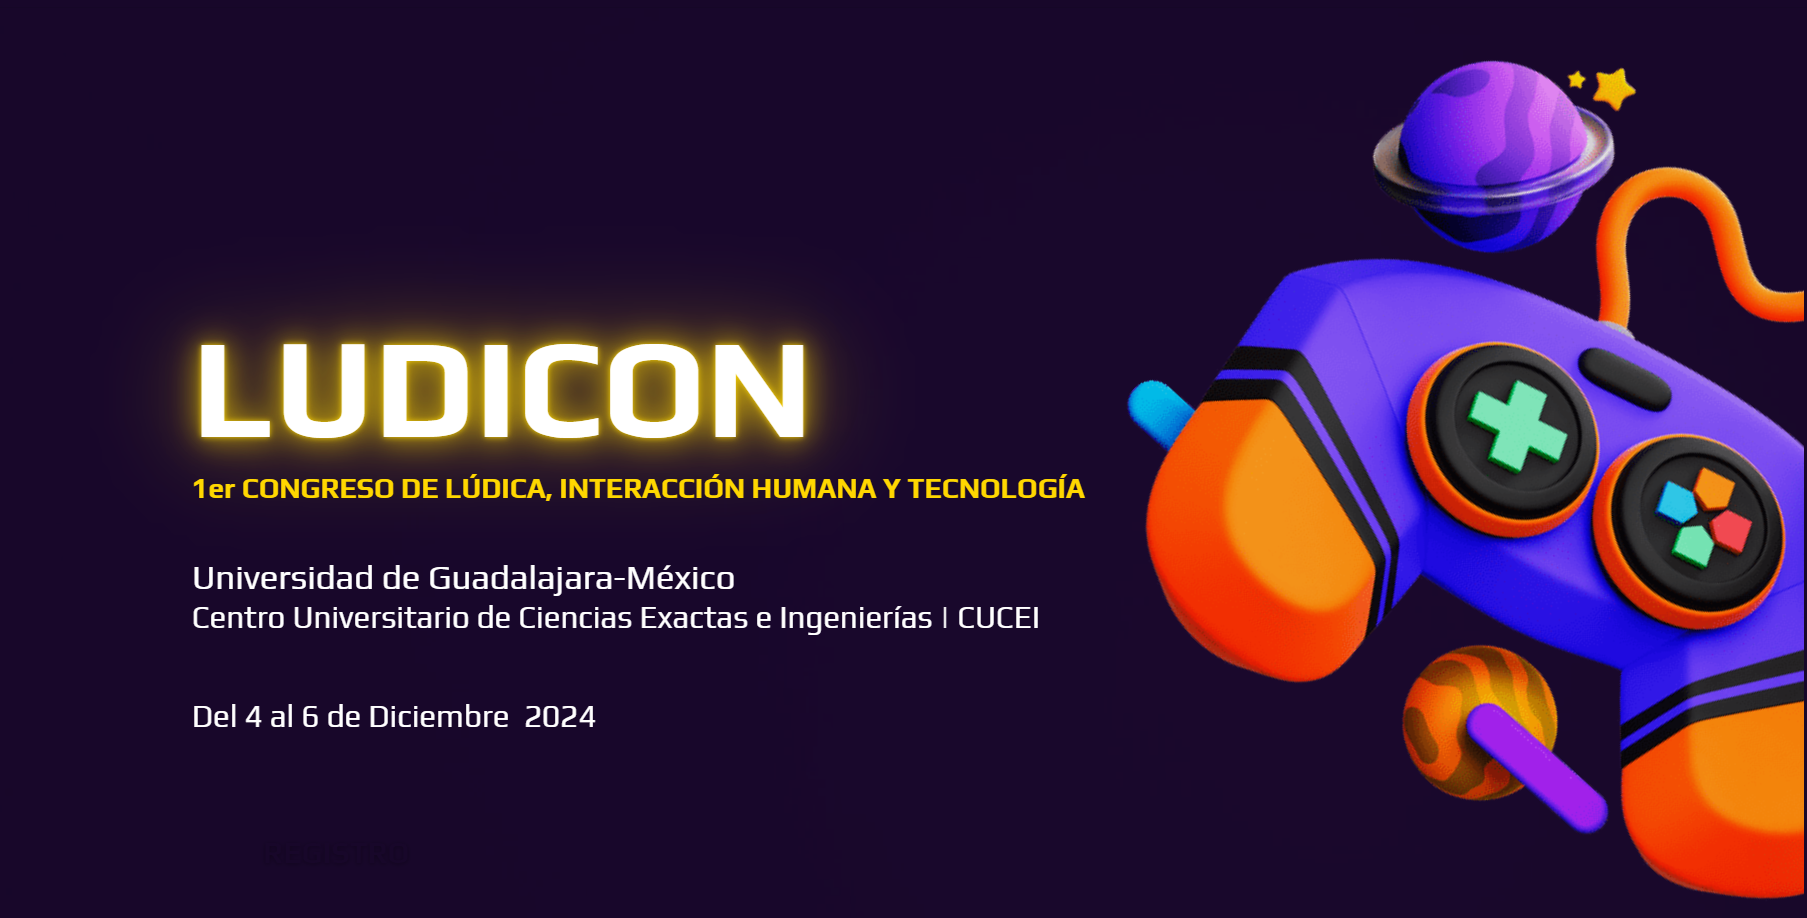 LUDICON
1er CONGRESO DE LÚDICA, INTERACCIÓN HUMANA Y TECNOLOGÍA
Universidad de Guadalajara-México
Centro Universitario de Ciencias Exactas e Ingenierías | CUCEI
Del 4 al 6 de Diciembre 2024